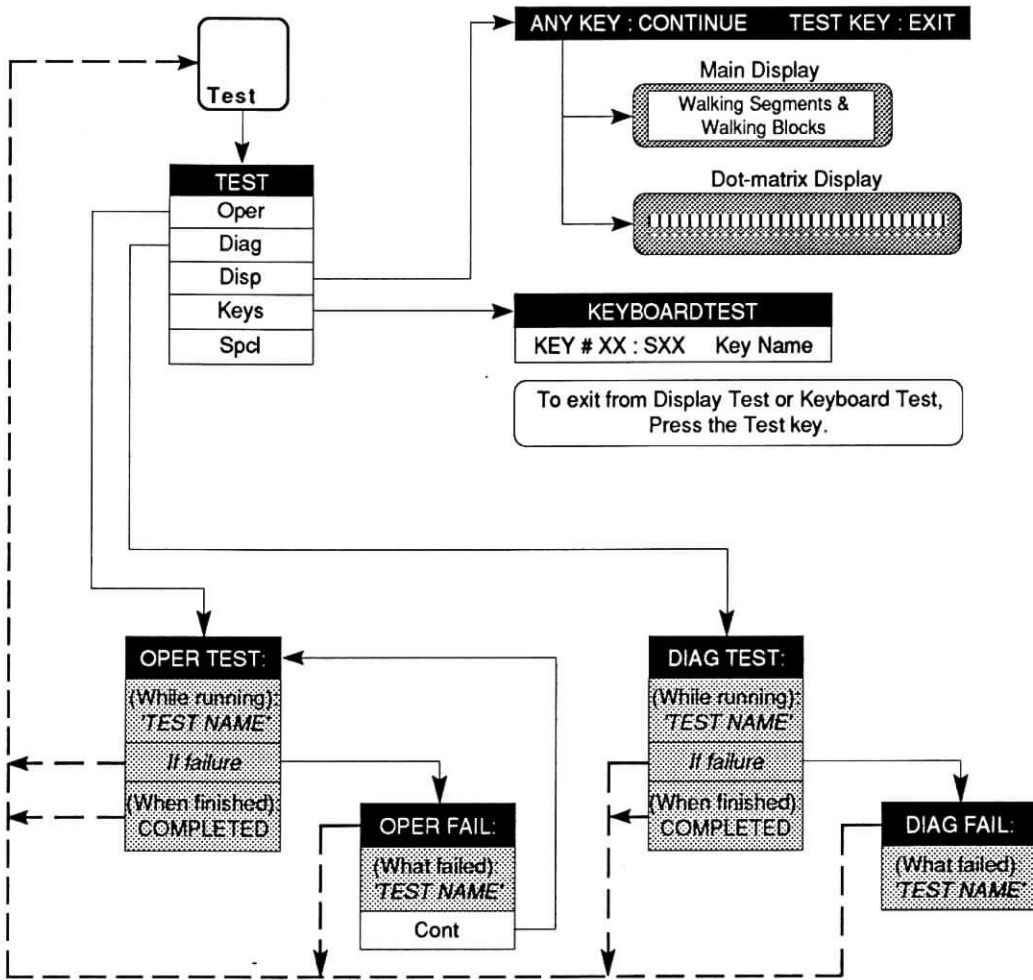 ANY KEY : CONTINUE TEST KEY : EXIT
Test
Main Display
Walking Segments &
Walking Blocks
Dot-matrix Display
TEST
Oper
Diag
Disp
Keys
Spcl
KEYBOARDTEST
KEY # XX : SXX Key Name
To exit from Display Test or Keyboard Test,
Press the Test key.
OPER TEST:
(While running):
'TEST NAME'
If failure
(When finished):
COMPLETED
OPER FAIL:
(What failed)
'TEST NAME'
Cont
DIAG TEST:
(While running):
'TEST NAME'
If failure
(When finished):
COMPLETED
DIAG FAIL:
(What failed)
'TEST NAME'